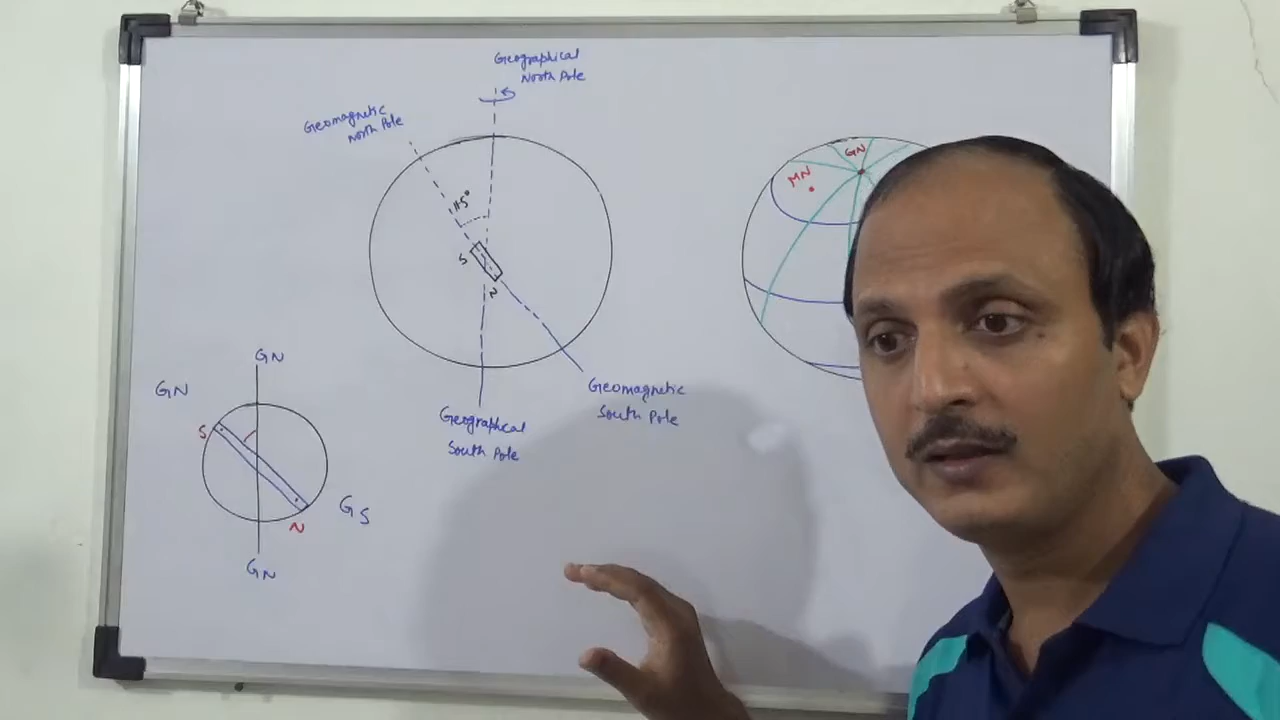 Geographical
North Pole
Geomagnetic
North Pole
11.5°
S
N
Geomagnetic
South Pole
Geographical
South Pole
GN
GN
S
N
GS
GN
GN
MN